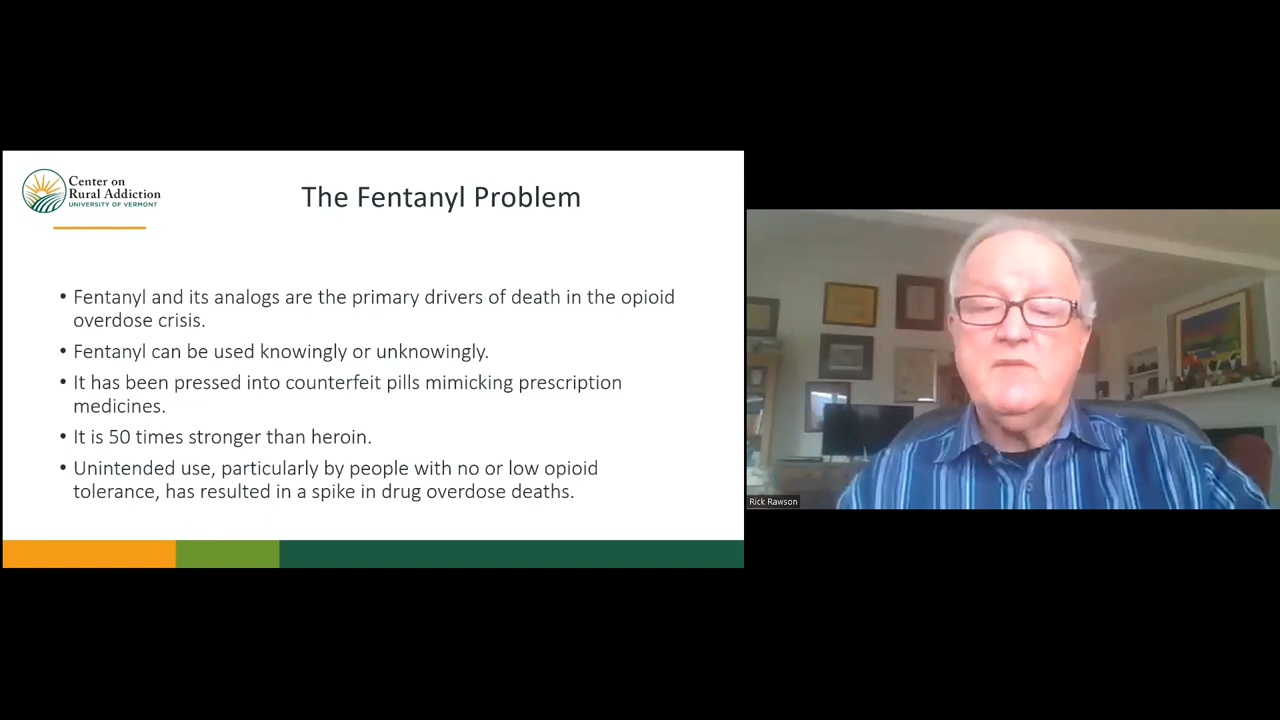 Center on
Rural Addiction
UNIVERSITY OF VERMONT
The Fentanyl Problem
• Fentanyl and its analogs are the primary drivers of death in the opioid
overdose crisis.
• Fentanyl can be used knowingly or unknowingly.
• It has been pressed into counterfeit pills mimicking prescription
medicines.
• It is 50 times stronger than heroin.
• Unintended use, particularly by people with no or low opioid
tolerance, has resulted in a spike in drug overdose deaths.
Rick Rawson